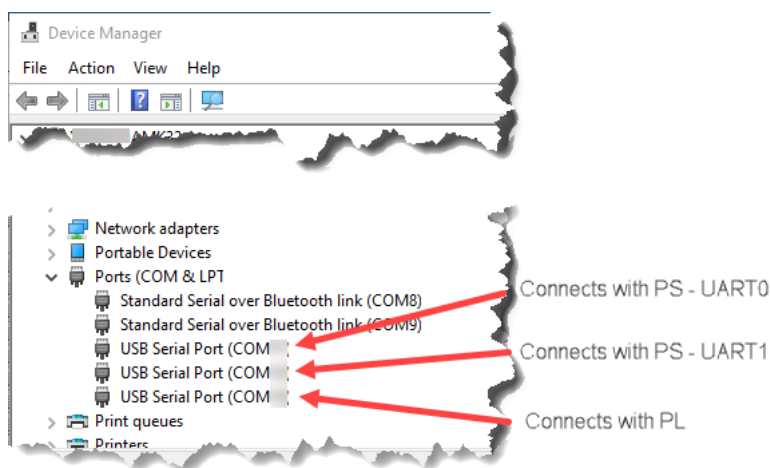 Device Manager
File Action View Help
Network adapters
Portable Devices
Ports (COM & LPT
Standard Serial over Bluetooth link (COM8)
Standard Serial over Bluetooth link (COM9)
USB Serial Port (COM
USB Serial Port (COM
USB Serial Port (COM
Print queues
Printers
Connects with PS - UART0
Connects with PS - UART1
Connects with PL